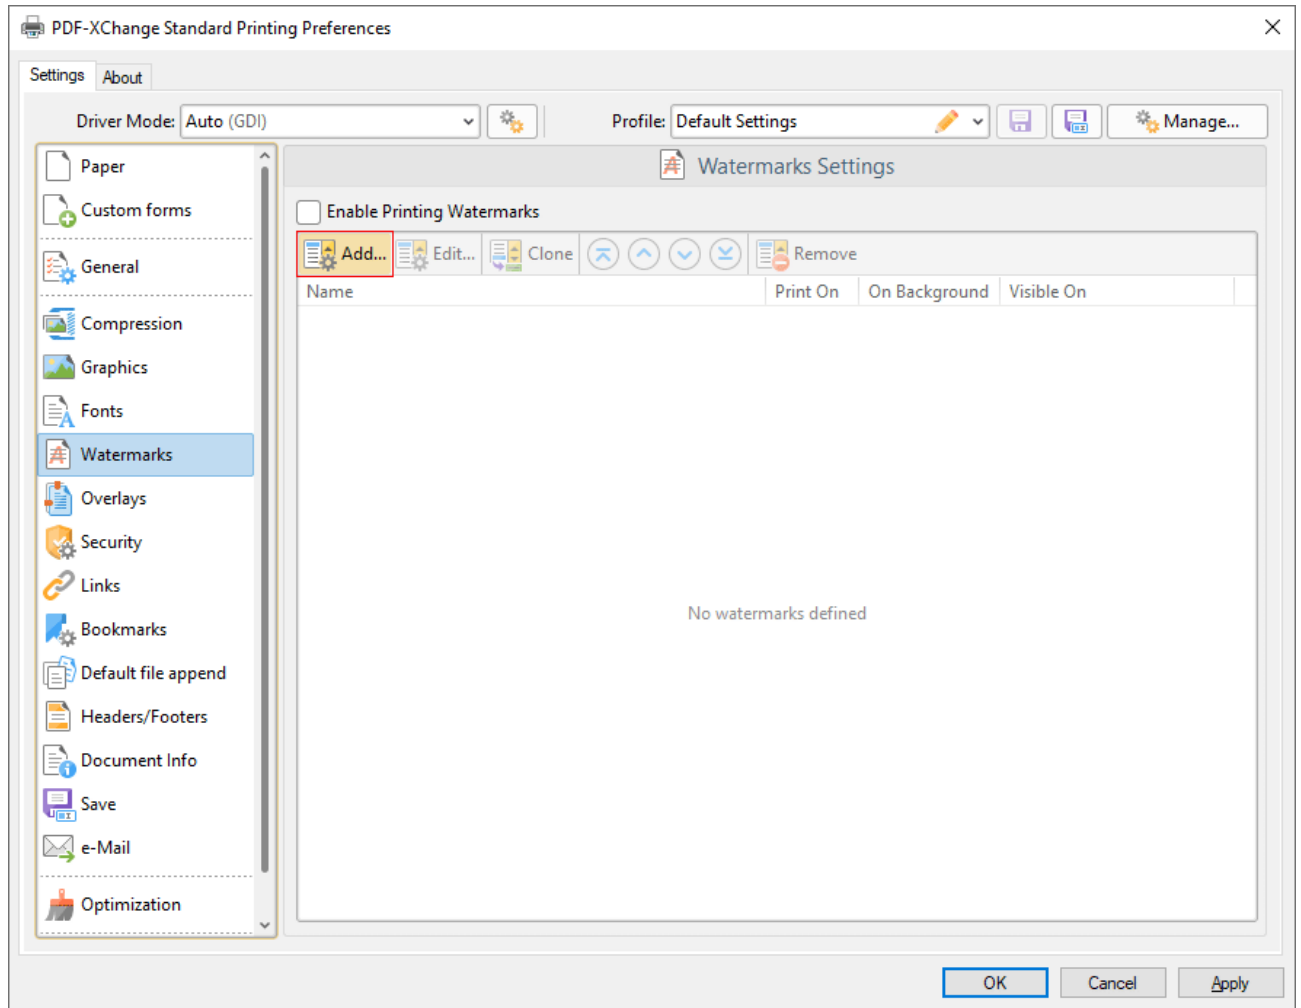 PDF-XChange Standard Printing Preferences
Settings About
Driver Mode: Auto (GDI) Profile: Default Settings Manage...
Paper
Custom forms
General
Compression
Graphics
Fonts
Watermarks
Overlays
Security
Links
Bookmarks
Default file append
Headers/Footers
Document Info
Save
e-Mail
Optimization
Watermarks Settings
Enable Printing Watermarks
Add... Edit... Clone Remove
Name Print On On Background Visible On
No watermarks defined
OK Cancel Apply